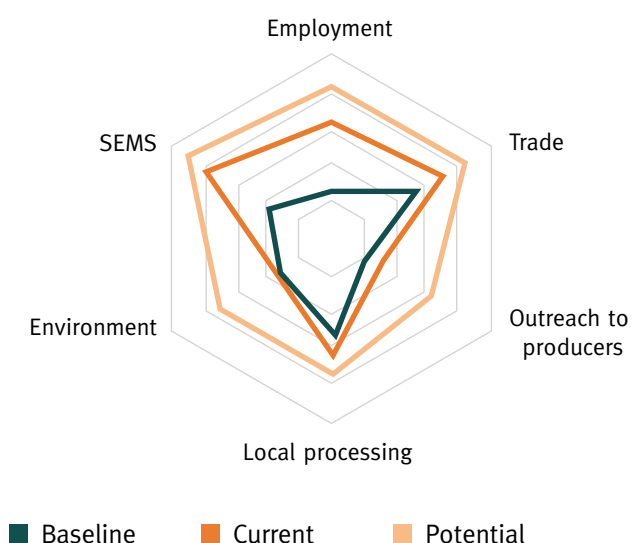 Employment
SEMS
Trade
Environment
Outreach to
producers
Local processing
Baseline
Current
Potential